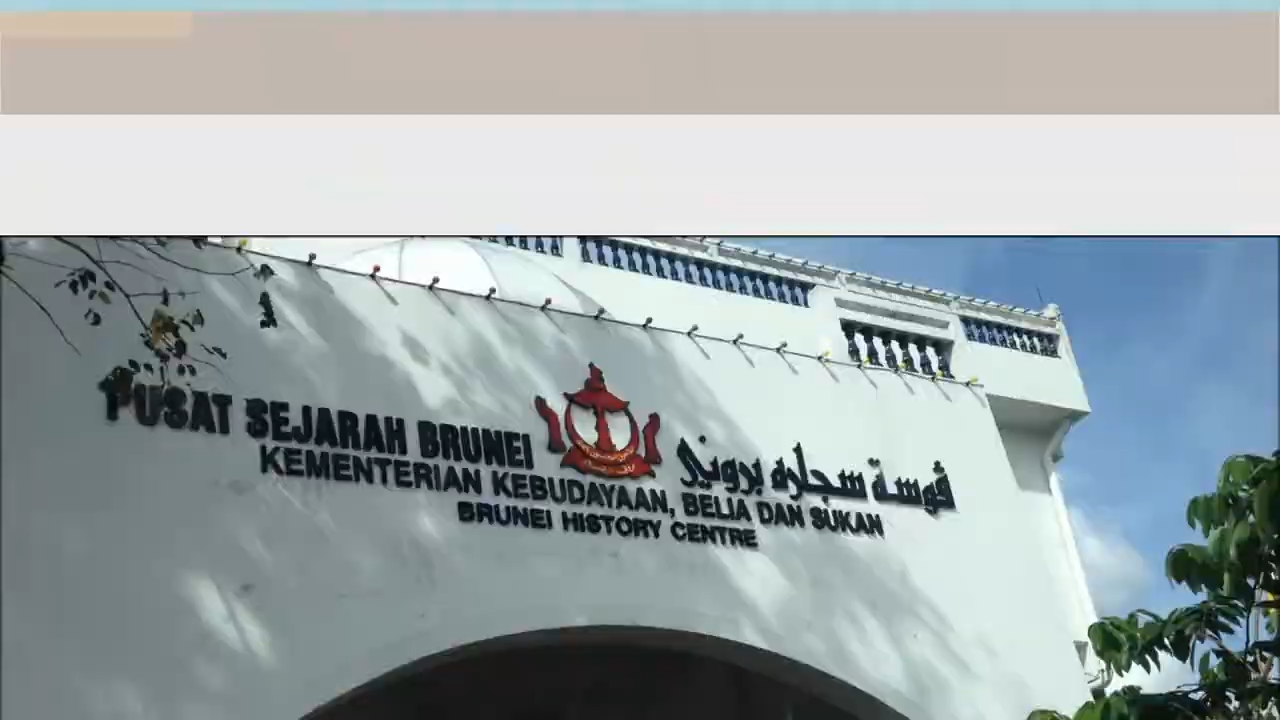 PUSAT SEJARAH BRUNEI
ڤوسة سجاره بروني
KEMENTERIAN KEBUDAYAAN, BELIA DAN SUKAN
BRUNEI HISTORY CENTRE